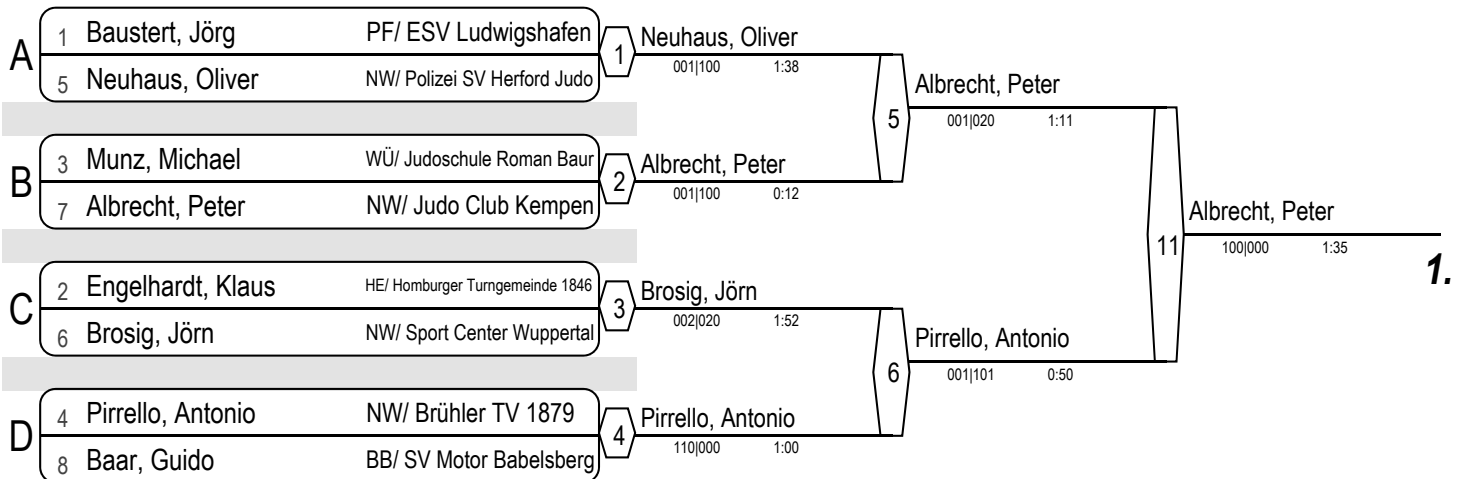 A
1 Baustert, Jörg PF/ ESV Ludwigshafen
5 Neuhaus, Oliver NW/ Polizei SV Herford Judo
1
Neuhaus, Oliver
001|100 1:38
B
3 Munz, Michael WÜ/ Judoschule Roman Baur
7 Albrecht, Peter NW/ Judo Club Kempen
2
Albrecht, Peter
001|100 0:12
5
Albrecht, Peter
001|020 1:11
C
2 Engelhardt, Klaus HE/ Homburger Turngemeinde 1846
6 Brosig, Jörn NW/ Sport Center Wuppertal
3
Brosig, Jörn
002|020 1:52
D
4 Pirrello, Antonio NW/ Brühler TV 1879
8 Baar, Guido BB/ SV Motor Babelsberg
4
Pirrello, Antonio
110|000 1:00
6
Pirrello, Antonio
001|101 0:50
11
Albrecht, Peter
100|000 1:35
1.